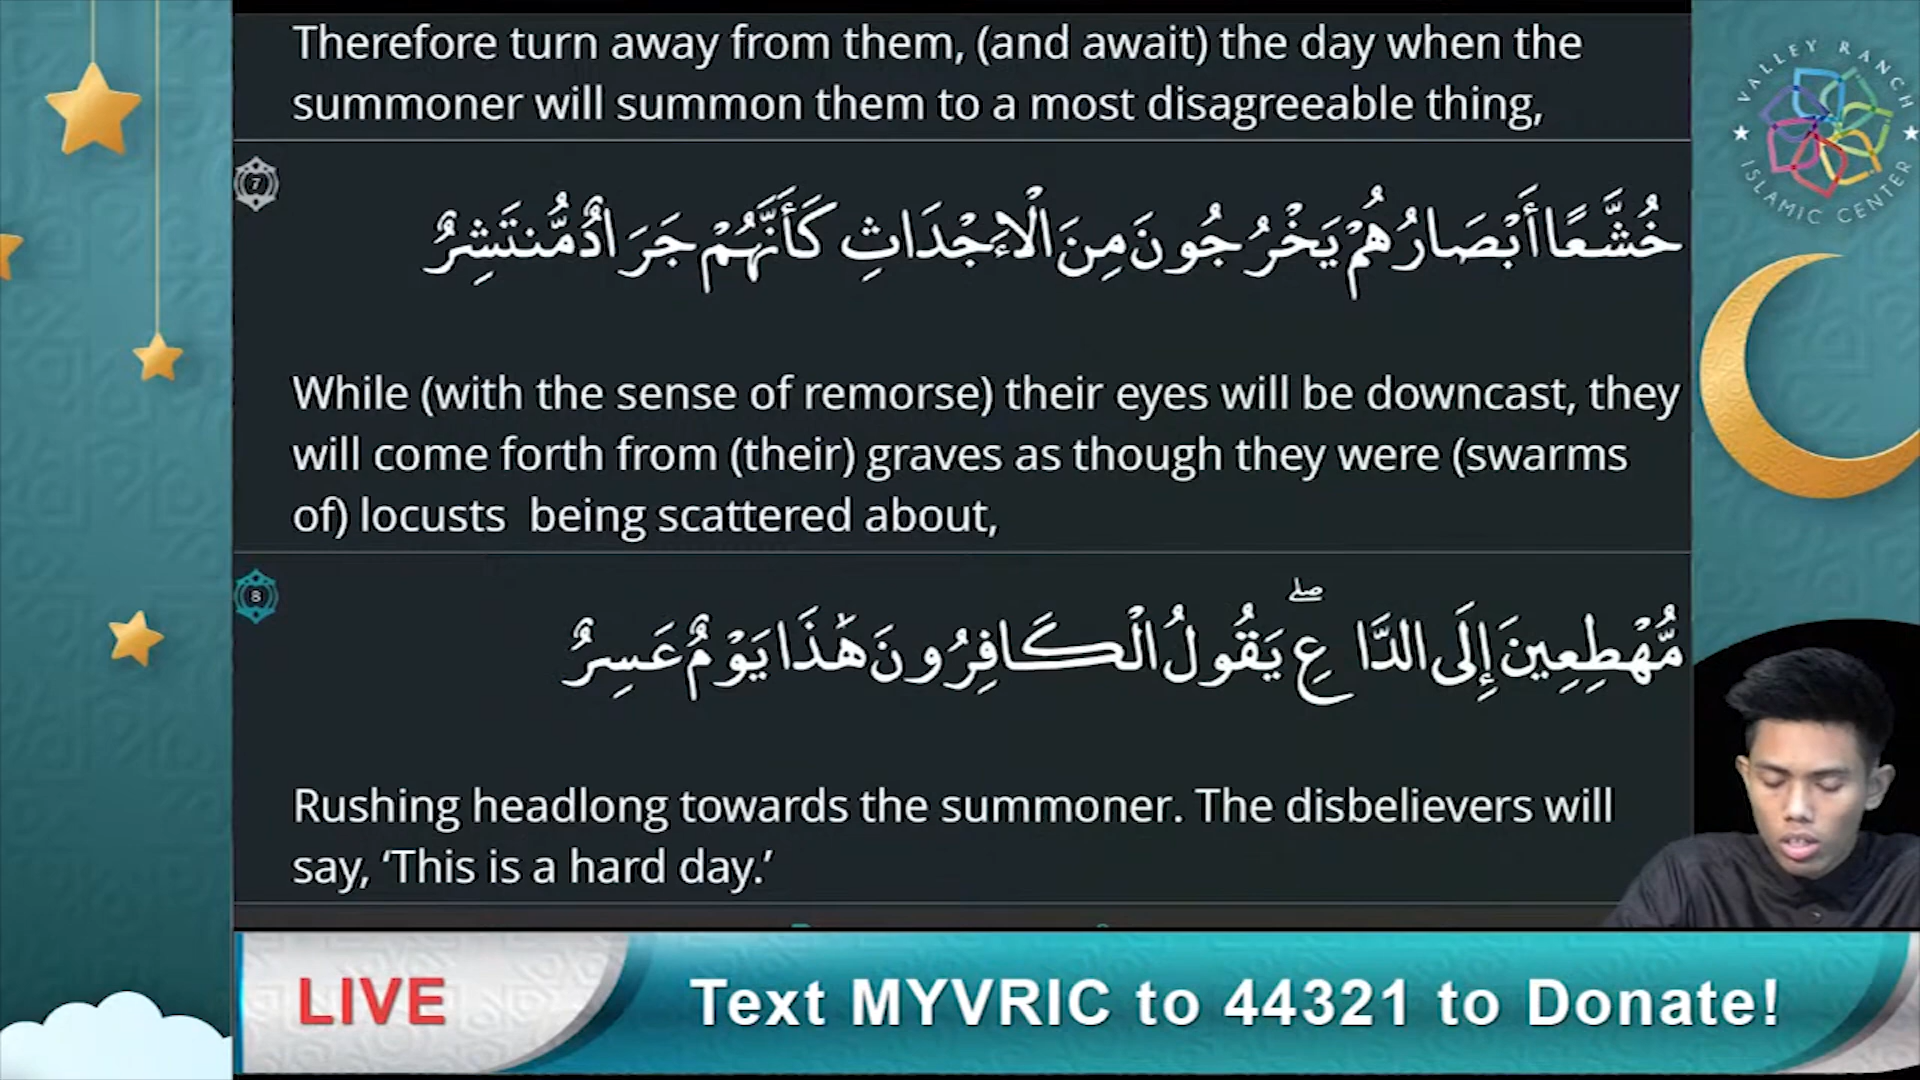 Therefore turn away from them, (and await) the day when the
summoner will summon them to a most disagreeable thing,
VALLEY RANCH
ISLAMIC CENTER
7
خُشَّعًا أَبْصَارُهُمْ يَخْرُجُونَ مِنَ الْأَجْدَاثِ كَأَنَّهُمْ جَرَادٌ مُّنتَشِرٌ
While (with the sense of remorse) their eyes will be downcast, they
will come forth from (their) graves as though they were (swarms
of) locusts being scattered about,
8
مُّهْطِعِينَ إِلَى الدَّاعِ ۖ يَقُولُ الْكَافِرُونَ هَٰذَا يَوْمٌ عَسِرٌ
Rushing headlong towards the summoner. The disbelievers will
say, ‘This is a hard day.’
LIVE
Text MYVRIC to 44321 to Donate!